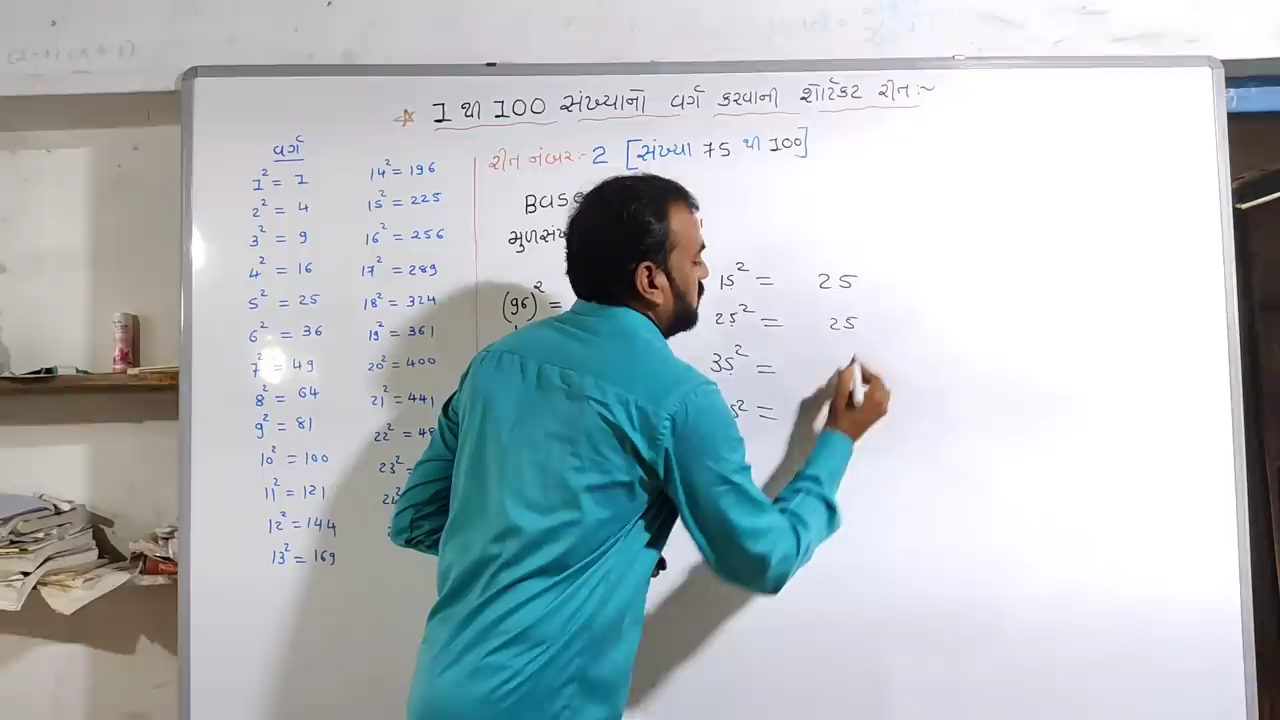 ☆ 1 થી 100 સંખ્યાનો વર્ગ કરવાની શોર્ટકટ રીત :~
વર્ગ
1² = 1
2² = 4
3² = 9
4² = 16
5² = 25
6² = 36
7² = 49
8² = 64
9² = 81
10² = 100
11² = 121
12² = 144
13² = 169
14² = 196
15² = 225
16² = 256
17² = 289
18² = 324
19² = 361
20² = 400
21² = 441
22² = 48
23² =
24²
રીત નંબર :- 2 [સંખ્યા 75 થી 100]
Base
મુળસં
(96)² =
15² = 25
25² = 25
35² =
5² =